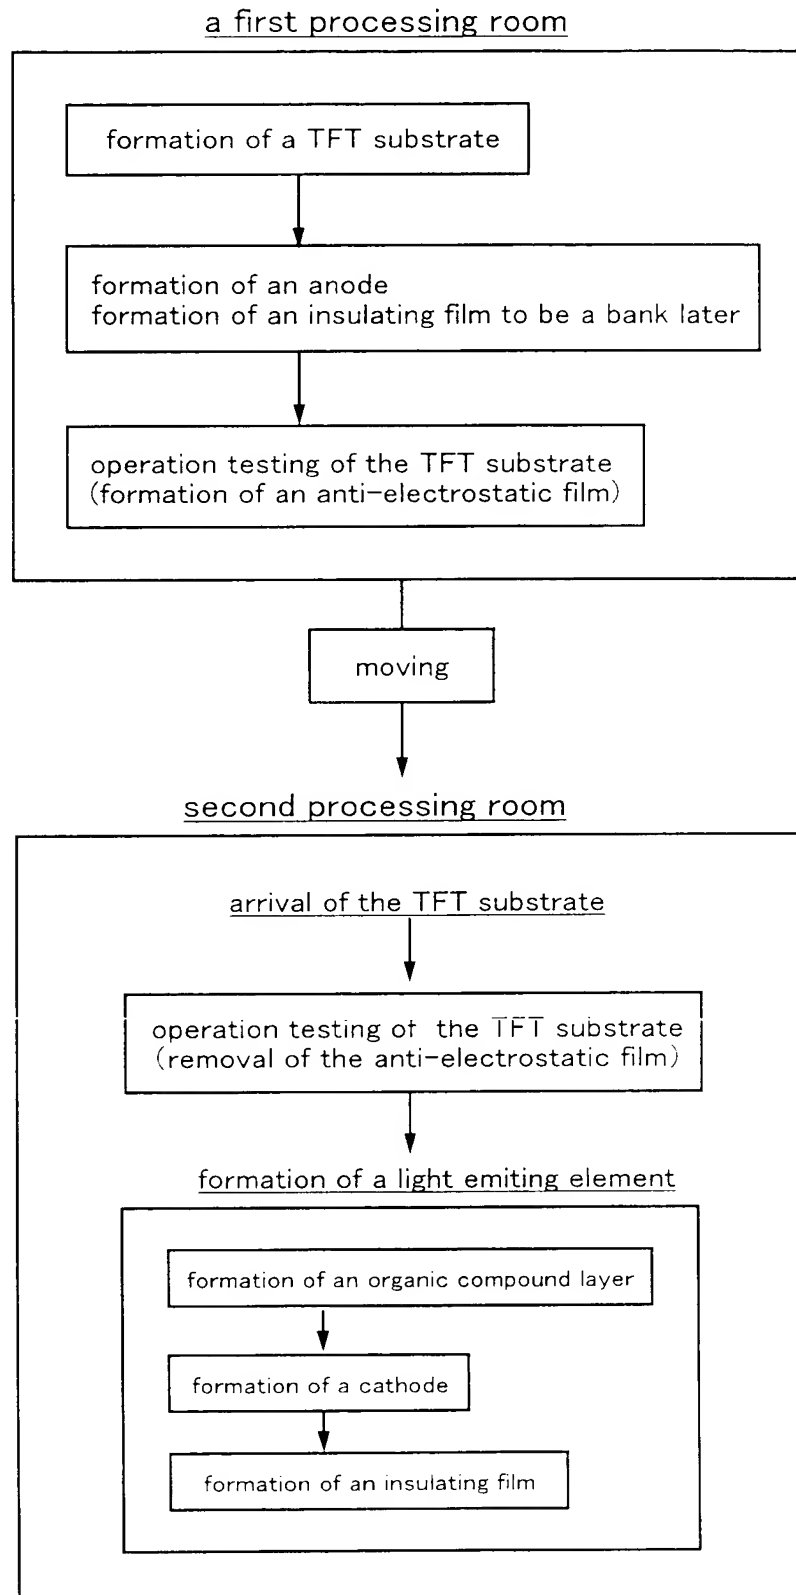 a first processing room
formation of a TFT substrate
formation of an anode
formation of an insulating film to be a bank later
operation testing of the TFT substrate
(formation of an anti-electrostatic film)
moving
second processing room
arrival of the TFT substrate
operation testing of the TFT substrate
(removal of the anti-electrostatic film)
formation of a light emiting element
formation of an organic compound layer
formation of a cathode
formation of an insulating film